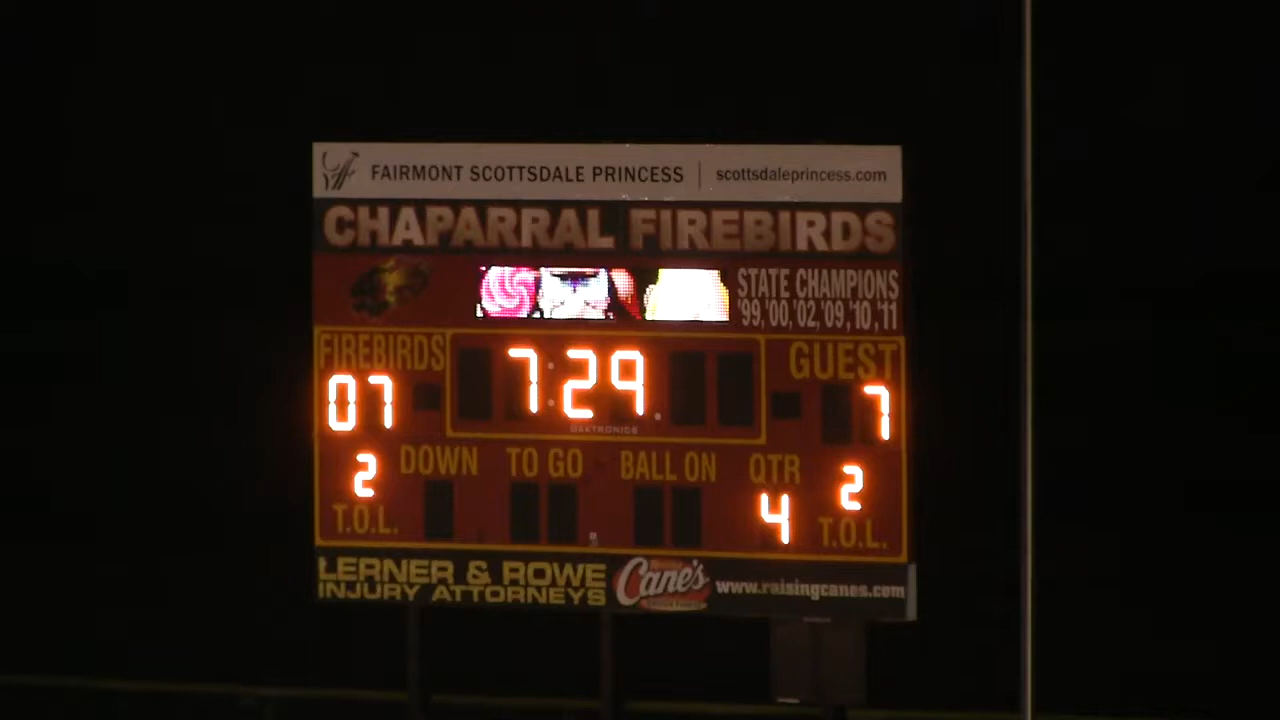 FAIRMONT SCOTTSDALE PRINCESS | scottsdaleprincess.com
CHAPARRAL FIREBIRDS
STATE CHAMPIONS
'99,'00,'02,'09,'10,'11
FIREBIRDS 7:29 GUEST
07 7
DAKTRONICS
DOWN TO GO BALL ON QTR
2 4 2
T.O.L. T.O.L.
LERNER & ROWE
INJURY ATTORNEYS
Cane's
www.raisingcanes.com